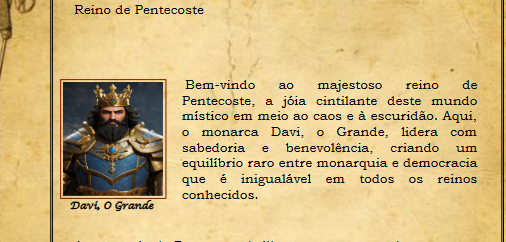 Reino de Pentecoste
Bem-vindo ao majestoso reino de
Pentecoste, a jóia cintilante deste mundo
místico em meio ao caos e à escuridão. Aqui,
o monarca Davi, o Grande, lidera com
sabedoria e benevolência, criando um
equilíbrio raro entre monarquia e democracia
que é inigualável em todos os reinos
conhecidos.
Davi, O Grande